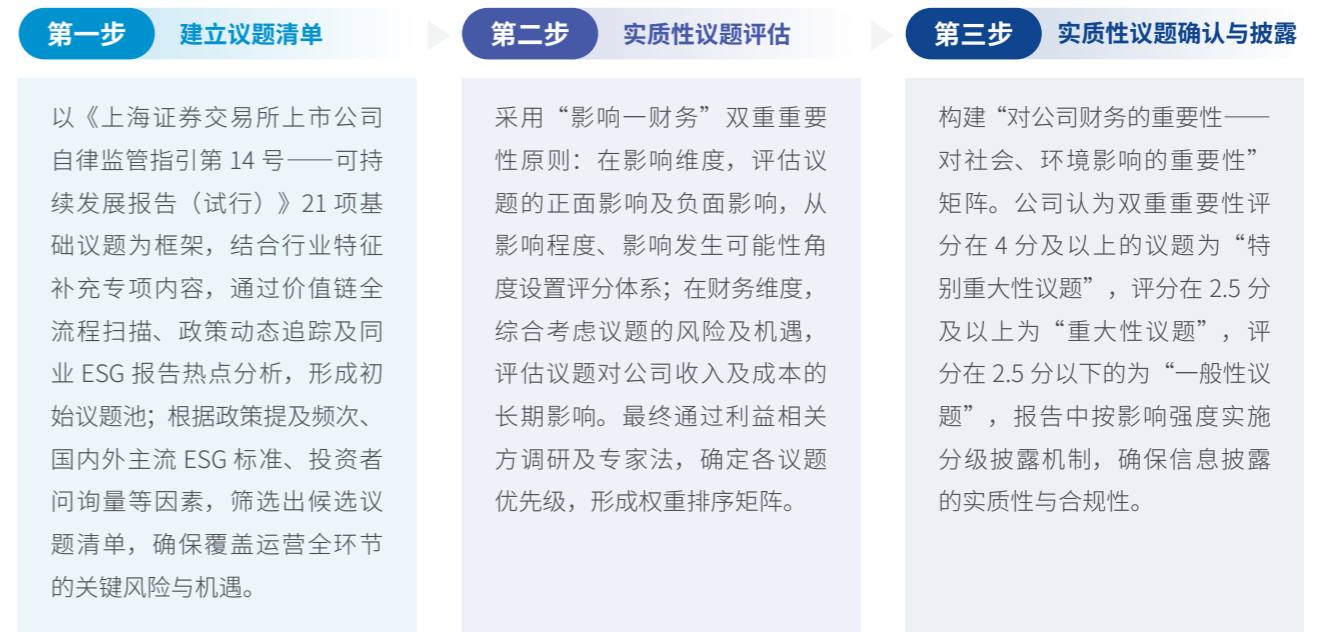 第一步 建立议题清单
以《上海证券交易所上市公司
自律监管指引第 14 号——可持
续发展报告（试行）》21 项基
础议题为框架，结合行业特征
补充专项内容，通过价值链全
流程扫描、政策动态追踪及同
业 ESG 报告热点分析，形成初
始议题池；根据政策提及频次、
国内外主流 ESG 标准、投资者
问询量等因素，筛选出候选议
题清单，确保覆盖运营全环节
的关键风险与机遇。
第二步 实质性议题评估
采用“影响—财务”双重重要
性原则：在影响维度，评估议
题的正面影响及负面影响，从
影响程度、影响发生可能性角
度设置评分体系；在财务维度，
综合考虑议题的风险及机遇，
评估议题对公司收入及成本的
长期影响。最终通过利益相关
方调研及专家法，确定各议题
优先级，形成权重排序矩阵。
第三步 实质性议题确认与披露
构建“对公司财务的重要性——
对社会、环境影响的重要性”
矩阵。公司认为双重重要性评
分在 4 分及以上的议题为“特
别重大性议题”，评分在 2.5 分
及以上为“重大性议题”，评
分在 2.5 分以下的为“一般性议
题”，报告中按影响强度实施
分级披露机制，确保信息披露
的实质性与合规性。